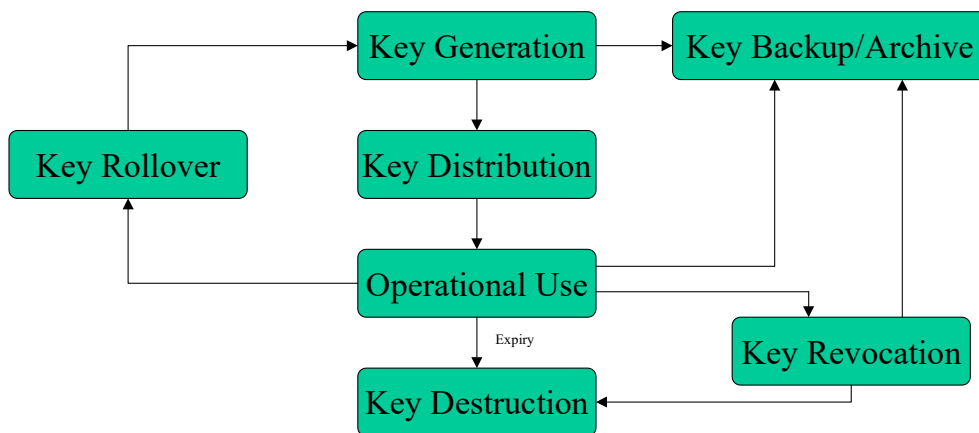 Key Generation
Key Backup/Archive
Key Rollover
Key Distribution
Operational Use
Expiry
Key Revocation
Key Destruction